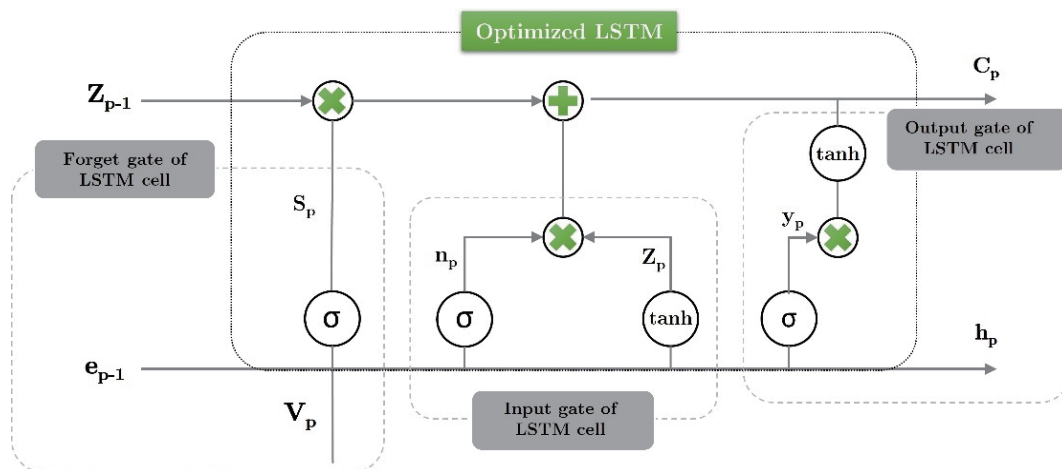 Optimized LSTM
Z_{p-1}
C_p
Forget gate of
LSTM cell
Output gate of
LSTM cell
tanh
S_p
y_p
n_p
Z_p
σ
σ
tanh
σ
e_{p-1}
h_p
V_p
Input gate of
LSTM cell